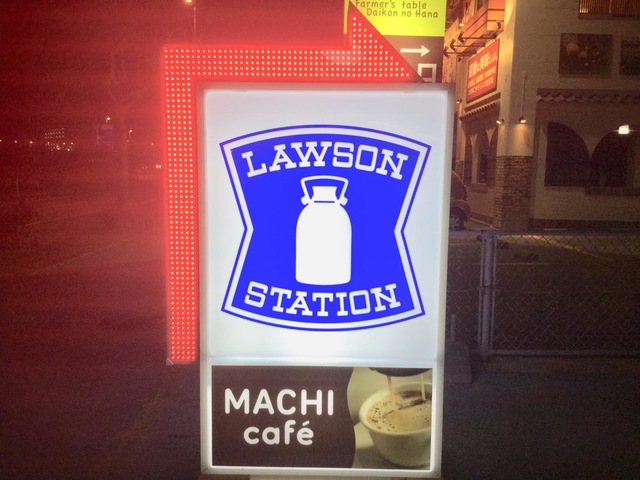 Farmer's table
Daikon no Hana
LAWSON
STATION
MACHI
café